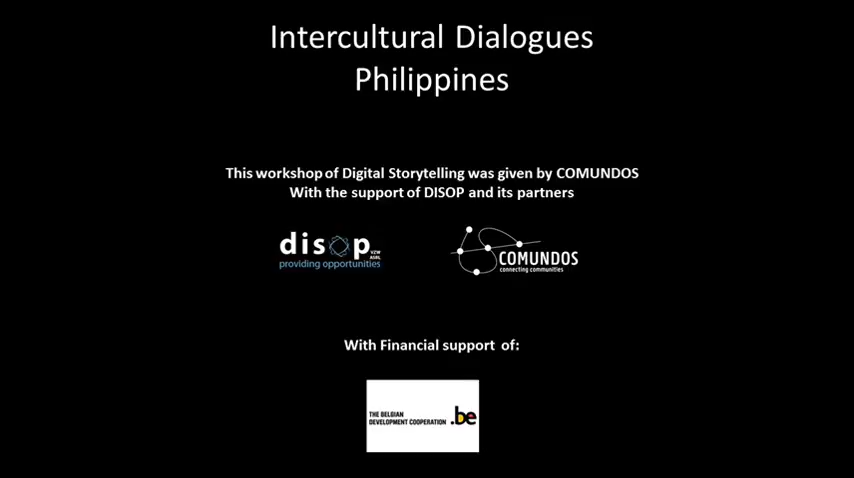 Intercultural Dialogues
Philippines
This workshop of Digital Storytelling was given by COMUNDOS
With the support of DISOP and its partners
disop
VZW
ASBL
providing opportunities
COMUNDOS
connecting communities
With Financial support of:
THE BELGIAN
DEVELOPMENT COOPERATION .be